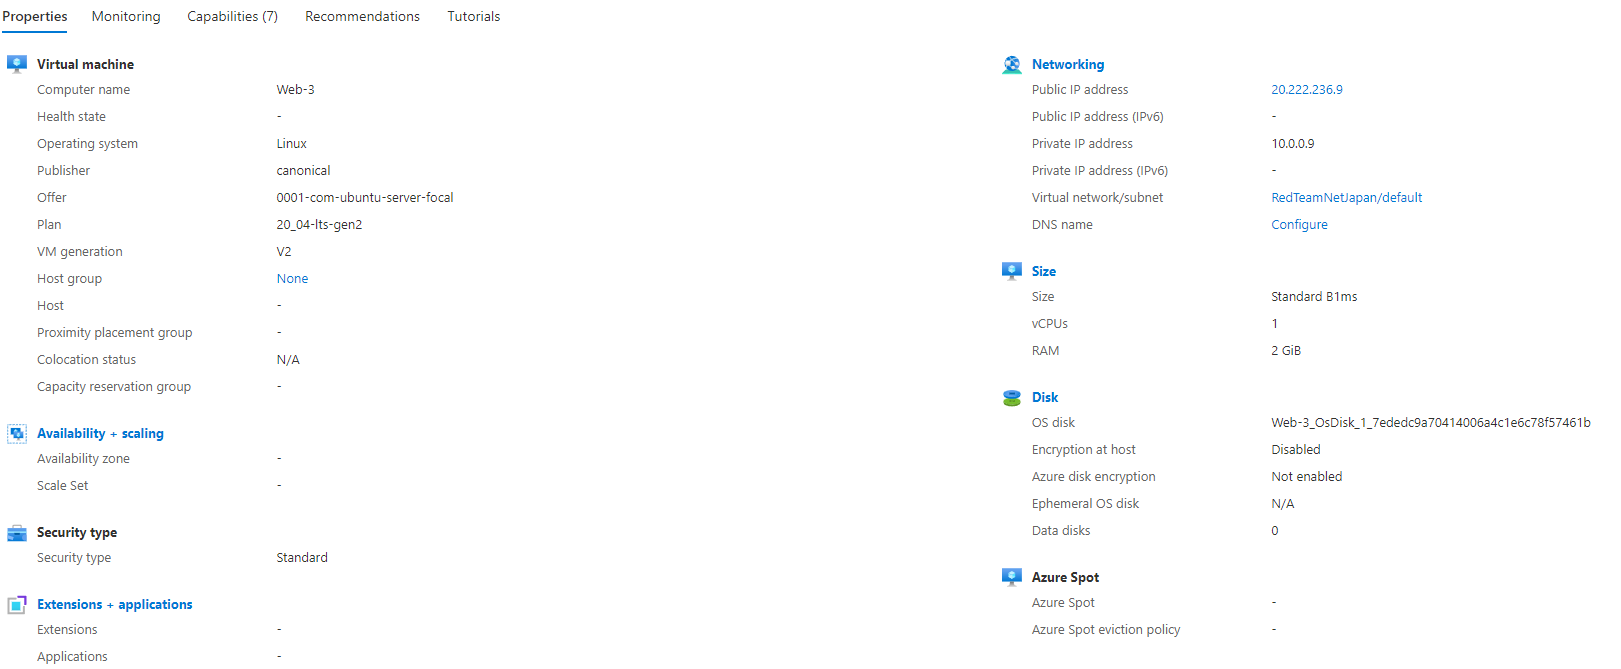 Properties Monitoring Capabilities (7) Recommendations Tutorials
Virtual machine
Computer name Web-3
Health state -
Operating system Linux
Publisher canonical
Offer 0001-com-ubuntu-server-focal
Plan 20_04-lts-gen2
VM generation V2
Host group None
Host -
Proximity placement group -
Colocation status N/A
Capacity reservation group -
Availability + scaling
Availability zone -
Scale Set -
Security type
Security type Standard
Extensions + applications
Extensions -
Applications -
Networking
Public IP address 20.222.236.9
Public IP address (IPv6) -
Private IP address 10.0.0.9
Private IP address (IPv6) -
Virtual network/subnet RedTeamNetJapan/default
DNS name Configure
Size
Size Standard B1ms
vCPUs 1
RAM 2 GiB
Disk
OS disk Web-3_OsDisk_1_7ededc9a70414006a4c1e6c78f57461b
Encryption at host Disabled
Azure disk encryption Not enabled
Ephemeral OS disk N/A
Data disks 0
Azure Spot
Azure Spot -
Azure Spot eviction policy -